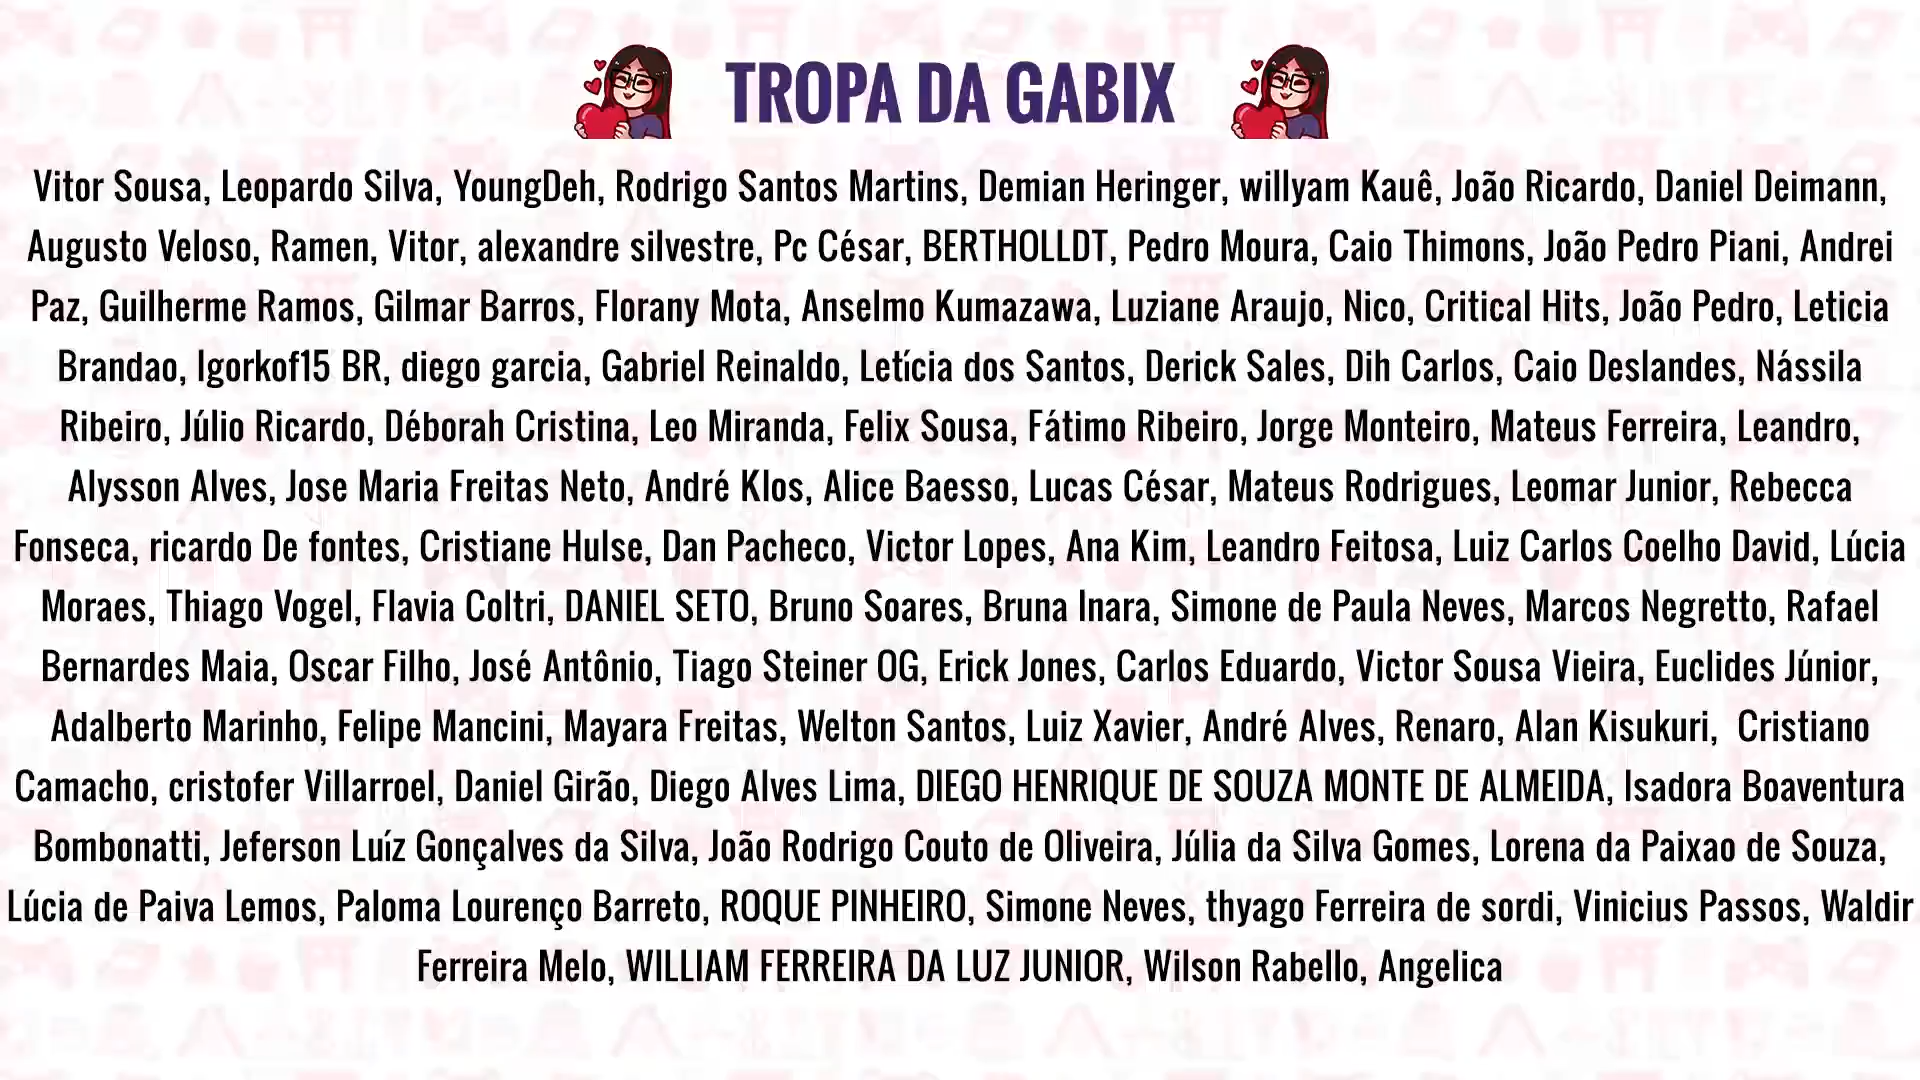 TROPA DA GABIX
Vitor Sousa, Leopardo Silva, YoungDeh, Rodrigo Santos Martins, Demian Heringer, willyam Kauê, João Ricardo, Daniel Deimann,
Augusto Veloso, Ramen, Vitor, alexandre silvestre, Pc César, BERTHOLLDT, Pedro Moura, Caio Thimons, João Pedro Piani, Andrei
Paz, Guilherme Ramos, Gilmar Barros, Florany Mota, Anselmo Kumazawa, Luziane Araujo, Nico, Critical Hits, João Pedro, Leticia
Brandao, Igorkof15 BR, diego garcia, Gabriel Reinaldo, Letícia dos Santos, Derick Sales, Dih Carlos, Caio Deslandes, Nássila
Ribeiro, Júlio Ricardo, Déborah Cristina, Leo Miranda, Felix Sousa, Fátimo Ribeiro, Jorge Monteiro, Mateus Ferreira, Leandro,
Alysson Alves, Jose Maria Freitas Neto, André Klos, Alice Baesso, Lucas César, Mateus Rodrigues, Leomar Junior, Rebecca
Fonseca, ricardo De fontes, Cristiane Hulse, Dan Pacheco, Victor Lopes, Ana Kim, Leandro Feitosa, Luiz Carlos Coelho David, Lúcia
Moraes, Thiago Vogel, Flavia Coltri, DANIEL SETO, Bruno Soares, Bruna Inara, Simone de Paula Neves, Marcos Negretto, Rafael
Bernardes Maia, Oscar Filho, José Antônio, Tiago Steiner OG, Erick Jones, Carlos Eduardo, Victor Sousa Vieira, Euclides Júnior,
Adalberto Marinho, Felipe Mancini, Mayara Freitas, Welton Santos, Luiz Xavier, André Alves, Renaro, Alan Kisukuri,  Cristiano
Camacho, cristofer Villarroel, Daniel Girão, Diego Alves Lima, DIEGO HENRIQUE DE SOUZA MONTE DE ALMEIDA, Isadora Boaventura
Bombonatti, Jeferson Luíz Gonçalves da Silva, João Rodrigo Couto de Oliveira, Júlia da Silva Gomes, Lorena da Paixao de Souza,
Lúcia de Paiva Lemos, Paloma Lourenço Barreto, ROQUE PINHEIRO, Simone Neves, thyago Ferreira de sordi, Vinicius Passos, Waldir
Ferreira Melo, WILLIAM FERREIRA DA LUZ JUNIOR, Wilson Rabello, Angelica